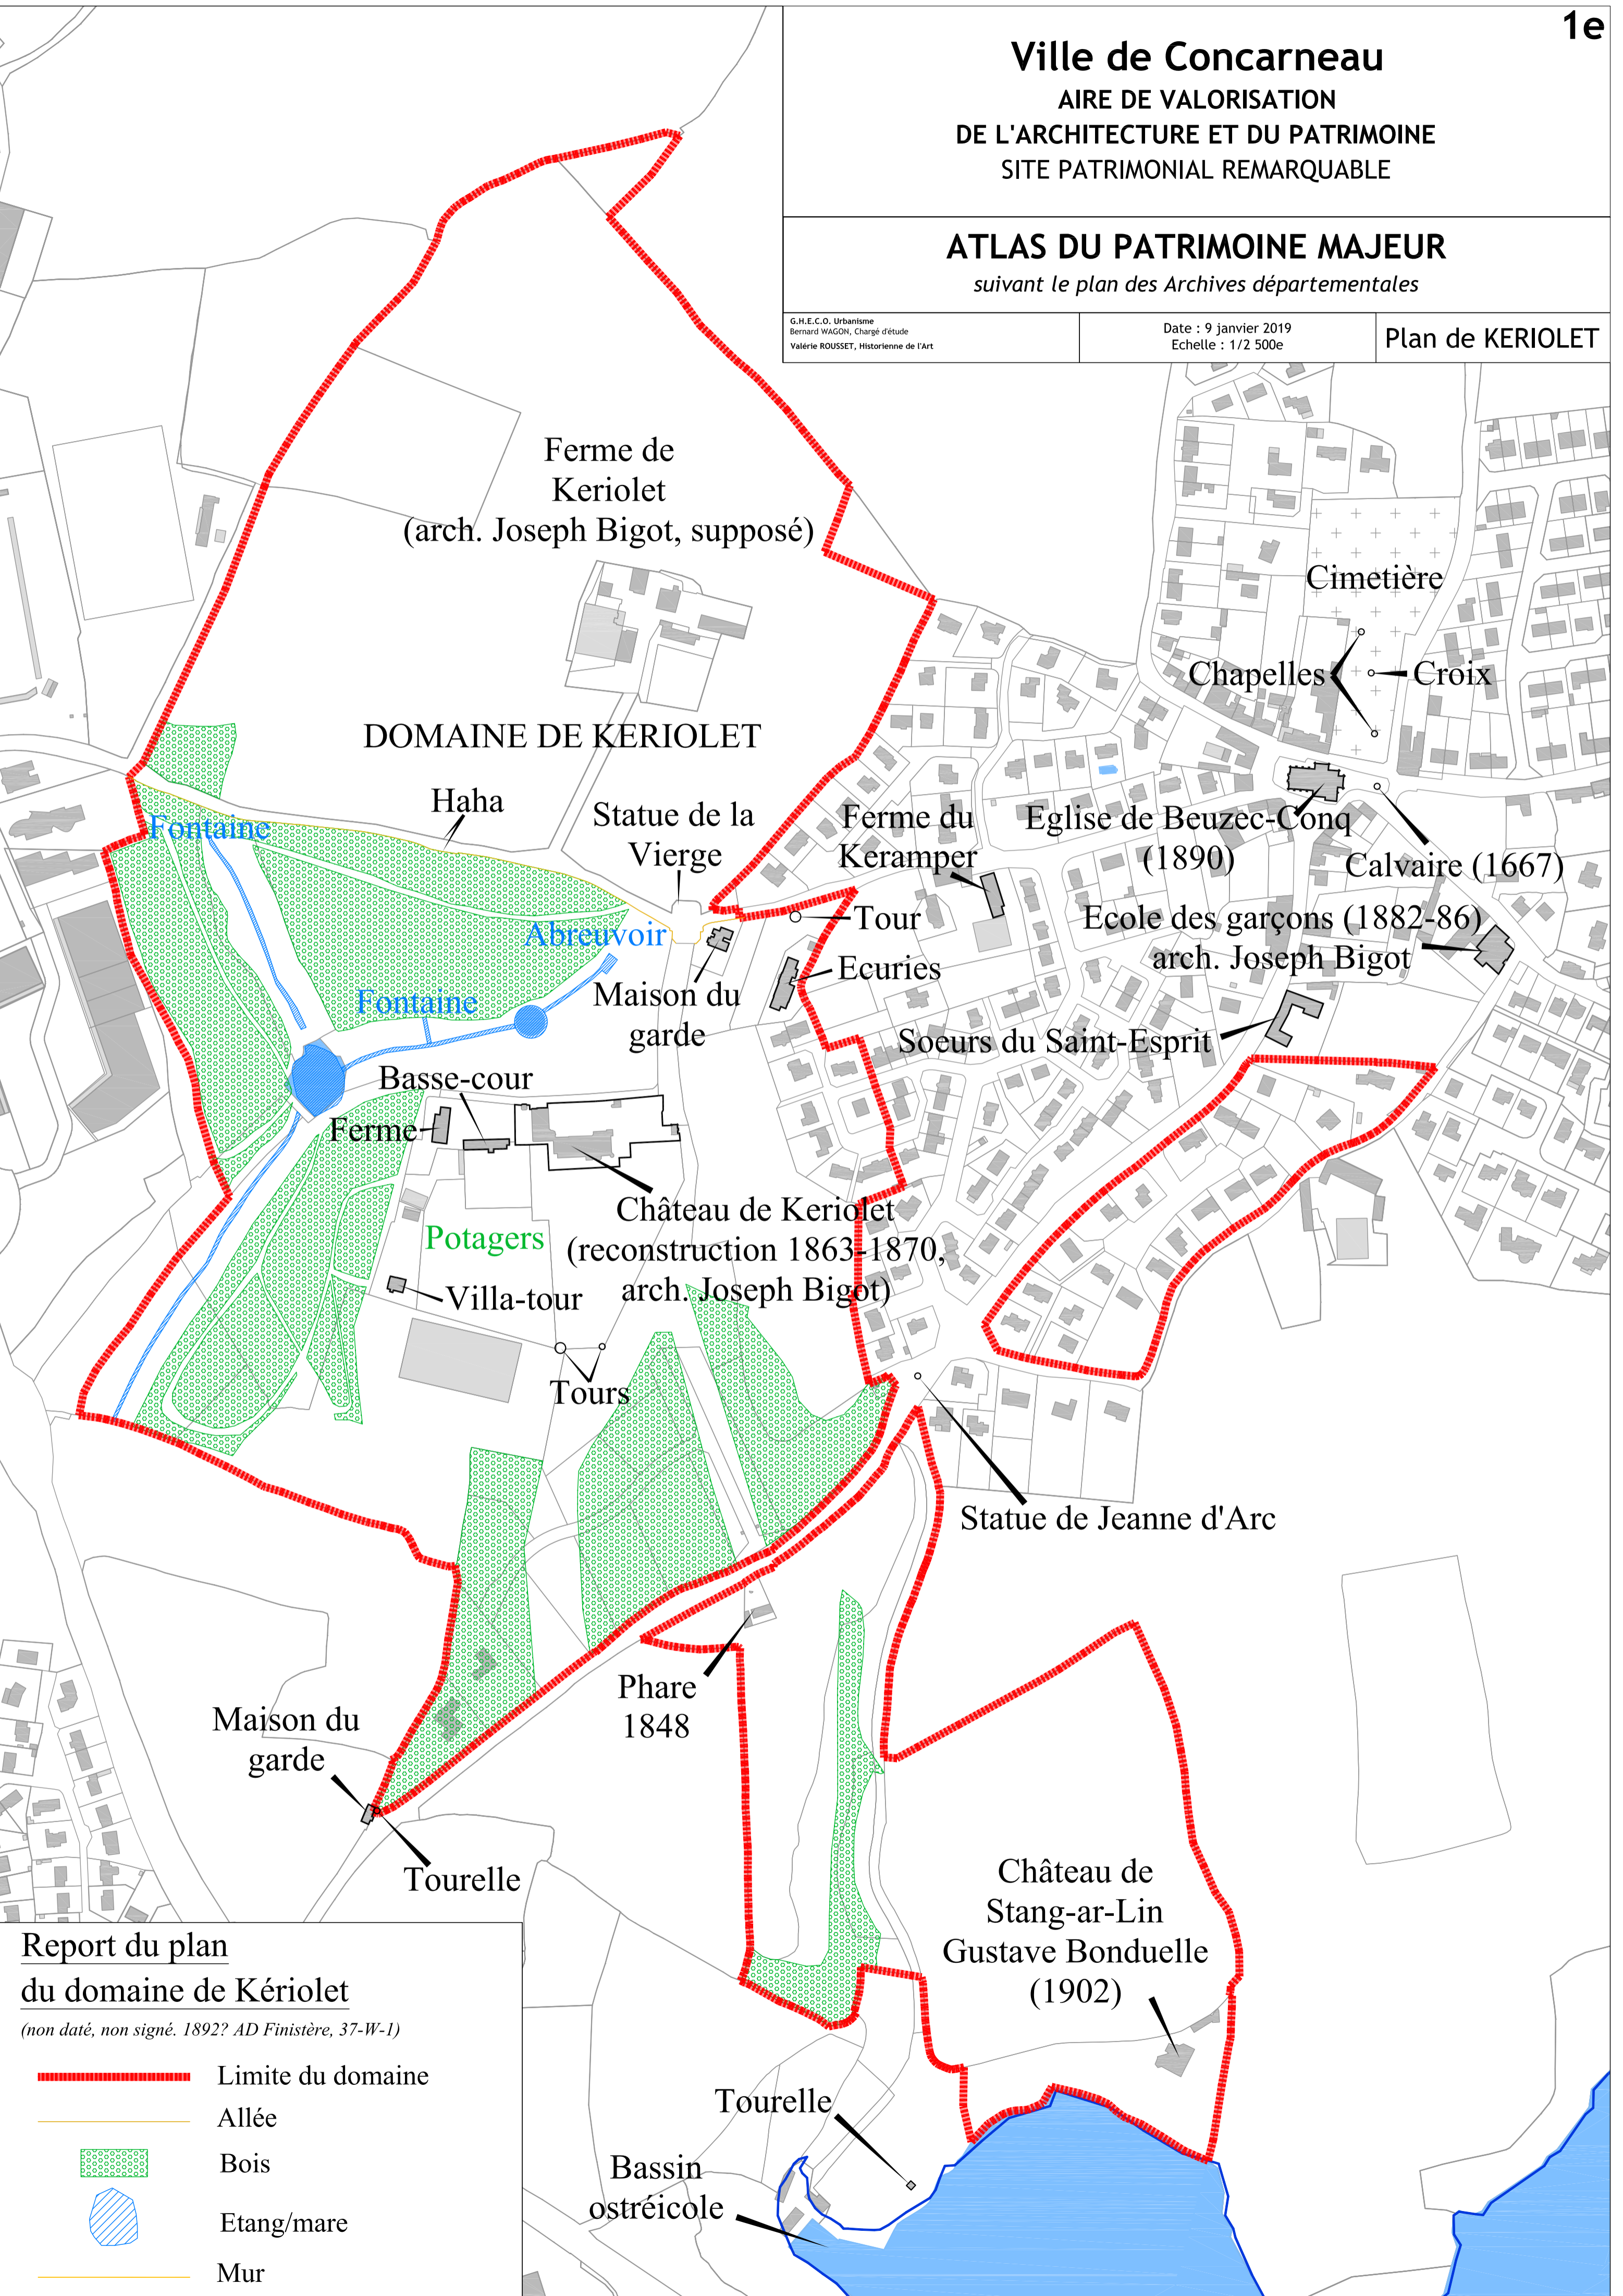 1e
Ville de Concarneau
AIRE DE VALORISATION
DE L'ARCHITECTURE ET DU PATRIMOINE
SITE PATRIMONIAL REMARQUABLE
ATLAS DU PATRIMOINE MAJEUR
suivant le plan des Archives départementales
G.H.E.C.O. Urbanisme
Bernard WAGON, Chargé d'étude
Valérie ROUSSET, Historienne de l'Art
Date : 9 janvier 2019
Echelle : 1/2 500e
Plan de KERIOLET
Ferme de
Keriolet
(arch. Joseph Bigot, supposé)
Cimetière
Chapelles
Croix
DOMAINE DE KERIOLET
Haha
Statue de la
Vierge
Fontaine
Ferme du
Keramper
Eglise de Beuzec-Conq
(1890)
Calvaire (1667)
Abreuvoir
Tour
Ecole des garçons (1882-86)
arch. Joseph Bigot
Ecuries
Fontaine
Maison du
garde
Soeurs du Saint-Esprit
Basse-cour
Ferme
Château de Keriolet
(reconstruction 1863-1870,
arch. Joseph Bigot)
Potagers
Villa-tour
Tours
Statue de Jeanne d'Arc
Phare
1848
Maison du
garde
Tourelle
Château de
Stang-ar-Lin
Gustave Bonduelle
(1902)
Tourelle
Bassin
ostréicole
Report du plan
du domaine de Kériolet
(non daté, non signé. 1892? AD Finistère, 37-W-1)
Limite du domaine
Allée
Bois
Etang/mare
Mur